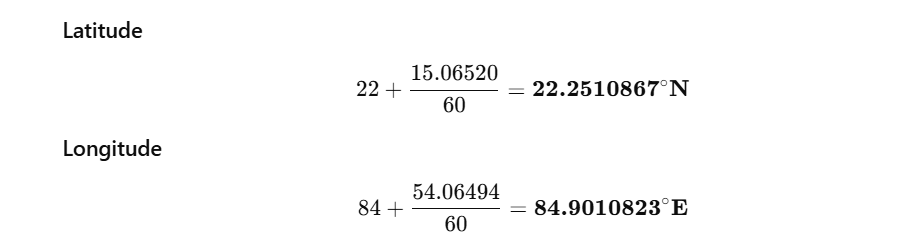 Latitude
22 + 15.06520/60 = 22.2510867°N
Longitude
84 + 54.06494/60 = 84.9010823°E